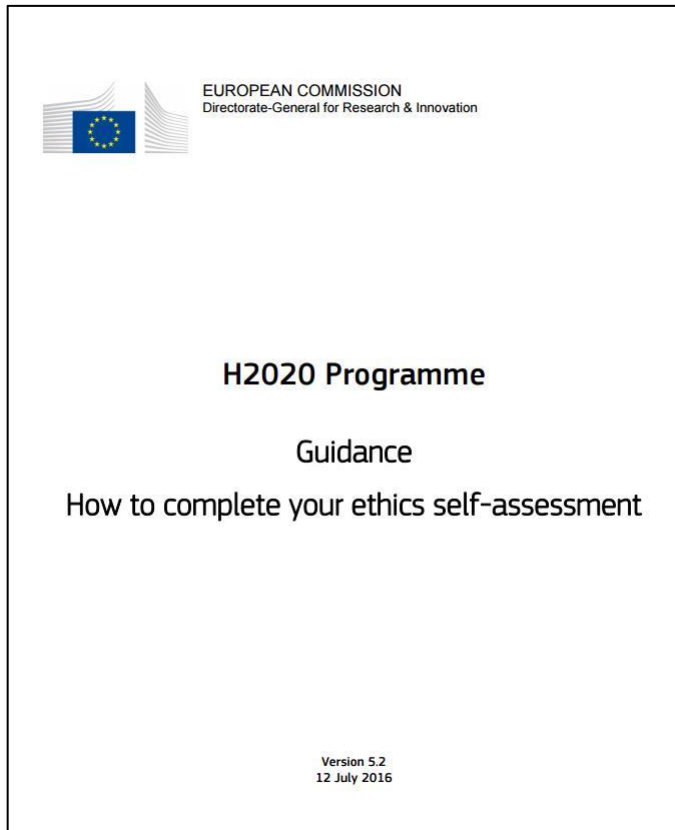 EUROPEAN COMMISSION
Directorate-General for Research & Innovation
H2020 Programme
Guidance
How to complete your ethics self-assessment
Version 5.2
12 July 2016